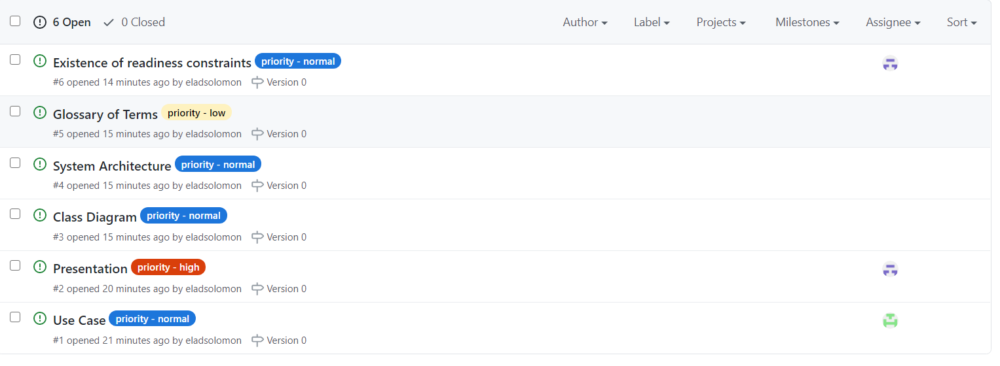 6 Open 0 Closed Author Label Projects Milestones Assignee Sort
Existence of readiness constraints priority - normal
#6 opened 14 minutes ago by eladsolomon Version 0
Glossary of Terms priority - low
#5 opened 15 minutes ago by eladsolomon Version 0
System Architecture priority - normal
#4 opened 15 minutes ago by eladsolomon Version 0
Class Diagram priority - normal
#3 opened 15 minutes ago by eladsolomon Version 0
Presentation priority - high
#2 opened 20 minutes ago by eladsolomon Version 0
Use Case priority - normal
#1 opened 21 minutes ago by eladsolomon Version 0